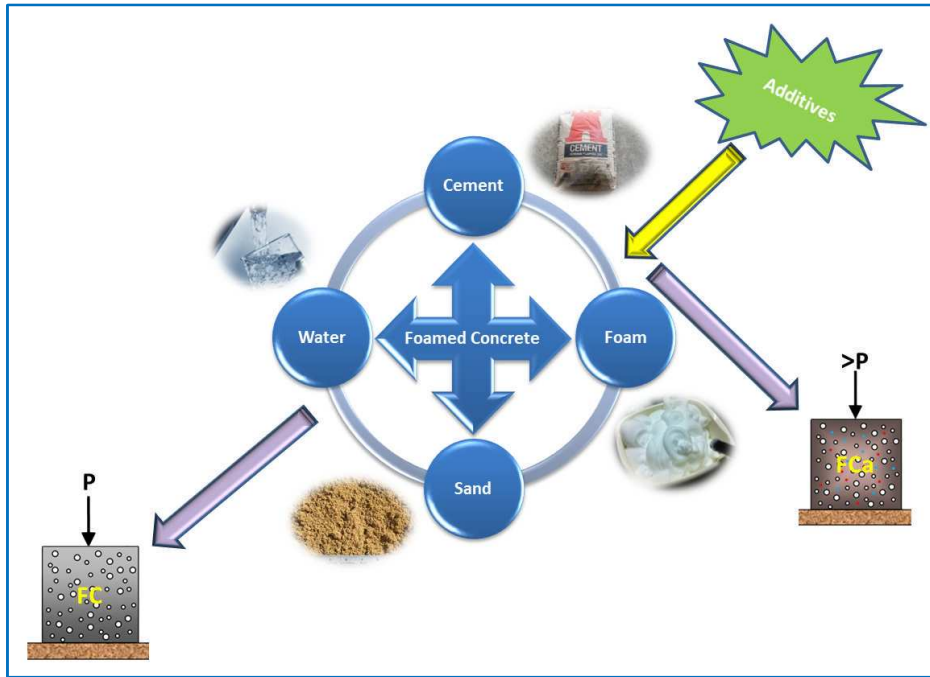 Additives
Cement
CEMENT
Water
Foamed Concrete
Foam
>P
FCa
Sand
P
FC